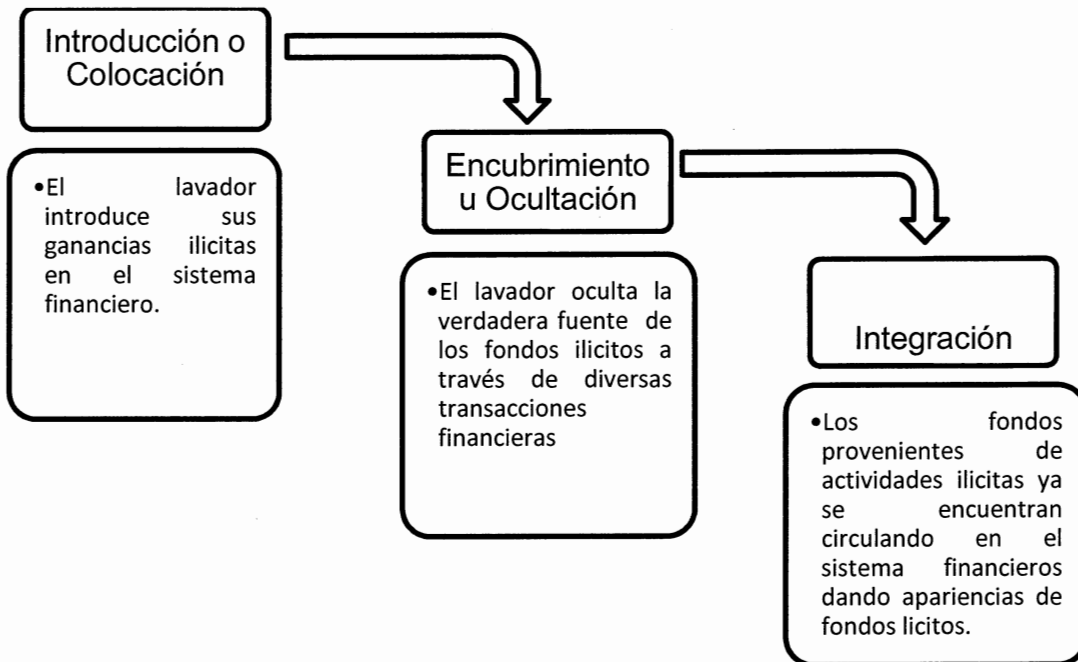 Introducción o
Colocación
•El lavador
introduce sus
ganancias ilicitas
en el sistema
financiero.
Encubrimiento
u Ocultación
•El lavador oculta la
verdadera fuente de
los fondos ilicitos a
través de diversas
transacciones
financieras
Integración
•Los fondos
provenientes de
actividades ilicitas ya
se encuentran
circulando en el
sistema financieros
dando apariencias de
fondos licitos.